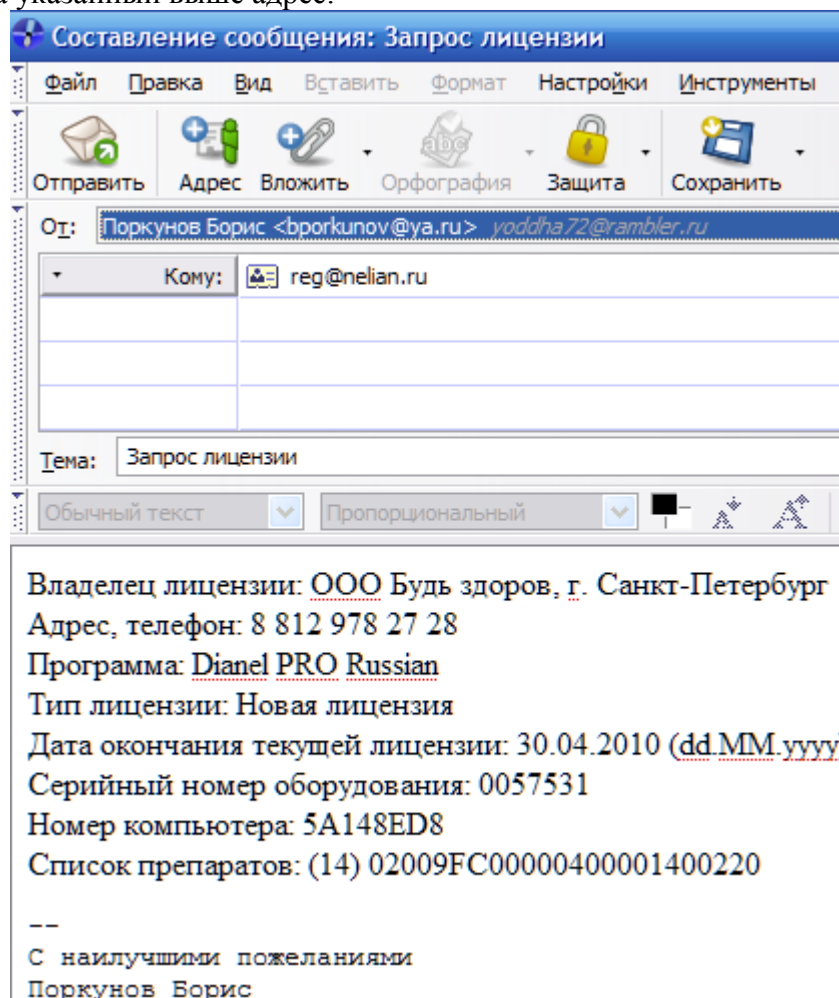 а указанный выше адрес.
Составление сообщения: Запрос лицензии
Файл Правка Вид Вставить Формат Настройки Инструменты
Отправить Адрес Вложить Орфография Защита Сохранить
От: Поркунов Борис <bporkunov@ya.ru> yoddha72@rambler.ru
Кому: reg@nelian.ru
Тема: Запрос лицензии
Обычный текст Пропорциональный
Владелец лицензии: ООО Будь здоров, г. Санкт-Петербург
Адрес, телефон: 8 812 978 27 28
Программа: Dianel PRO Russian
Тип лицензии: Новая лицензия
Дата окончания текущей лицензии: 30.04.2010 (dd.MM.yyyy)
Серийный номер оборудования: 0057531
Номер компьютера: 5A148ED8
Список препаратов: (14) 02009FC00000400001400220
--
С наилучшими пожеланиями
Поркунов Борис